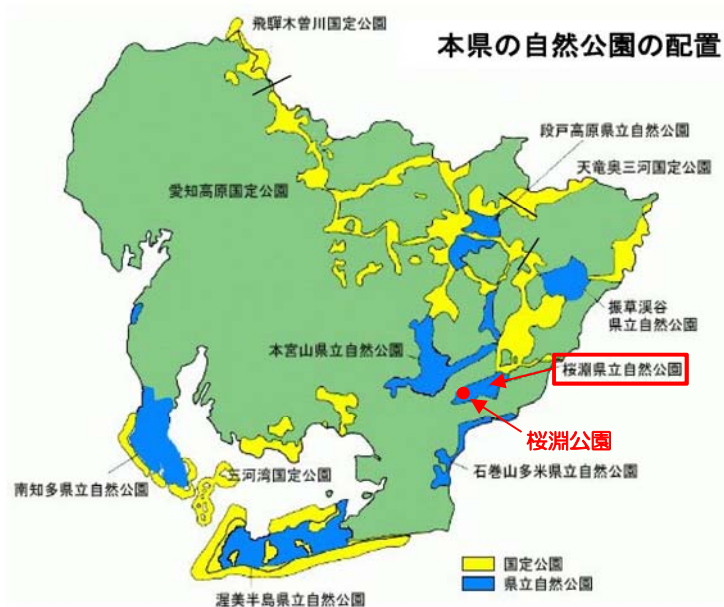 飛騨木曽川国定公園
本県の自然公園の配置
段戸高原県立自然公園
天竜奥三河国定公園
愛知高原国定公園
振草渓谷
県立自然公園
本宮山県立自然公園
桜淵県立自然公園
桜淵公園
石巻山多米県立自然公園
三河湾国定公園
南知多県立自然公園
国定公園
県立自然公園
渥美半島県立自然公園